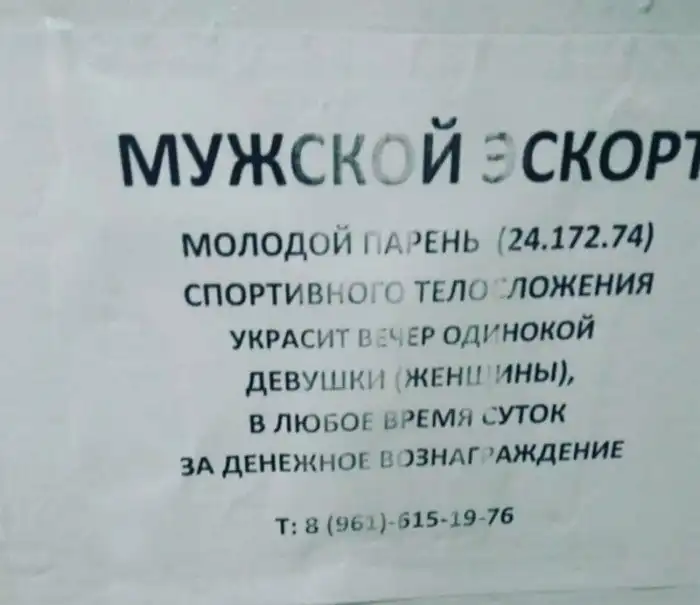 МУЖСКОЙ ЭСКОРТ
МОЛОДОЙ ПАРЕНЬ (24.172.74)
СПОРТИВНОГО ТЕЛОСЛОЖЕНИЯ
УКРАСИТ ВЕЧЕР ОДИНОКОЙ
ДЕВУШКИ (ЖЕНЩИНЫ),
В ЛЮБОЕ ВРЕМЯ СУТОК
ЗА ДЕНЕЖНОЕ ВОЗНАГРАЖДЕНИЕ
Т: 8 (961)-615-19-76